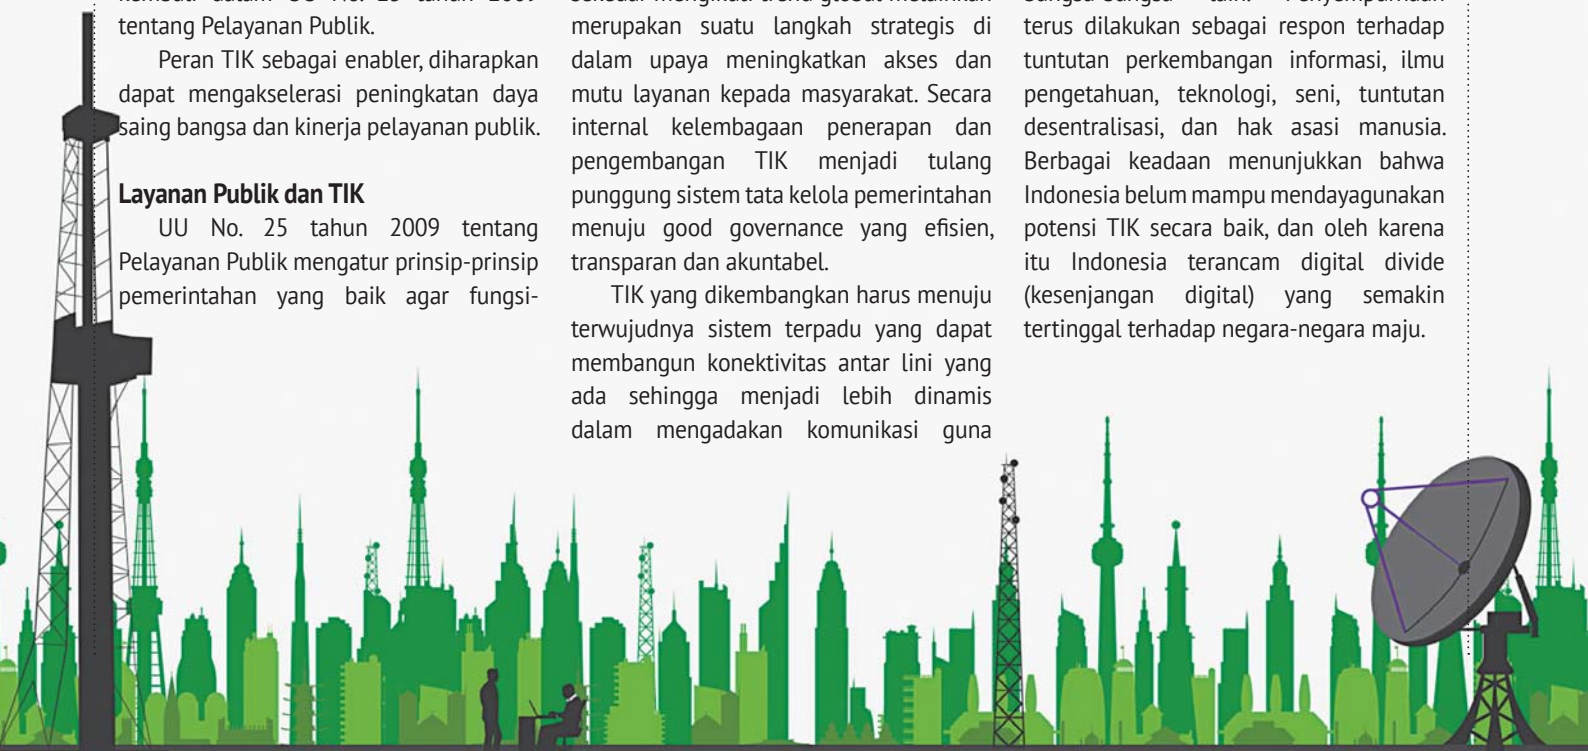 tentang Pelayanan Publik.
Peran TIK sebagai enabler, diharapkan
dapat mengakselerasi peningkatan daya
saing bangsa dan kinerja pelayanan publik.
Layanan Publik dan TIK
UU No. 25 tahun 2009 tentang
Pelayanan Publik mengatur prinsip-prinsip
pemerintahan yang baik agar fungsi-
merupakan suatu langkah strategis di
dalam upaya meningkatkan akses dan
mutu layanan kepada masyarakat. Secara
internal kelembagaan penerapan dan
pengembangan TIK menjadi tulang
punggung sistem tata kelola pemerintahan
menuju good governance yang efisien,
transparan dan akuntabel.
TIK yang dikembangkan harus menuju
terwujudnya sistem terpadu yang dapat
membangun konektivitas antar lini yang
ada sehingga menjadi lebih dinamis
dalam mengadakan komunikasi guna
terus dilakukan sebagai respon terhadap
tuntutan perkembangan informasi, ilmu
pengetahuan, teknologi, seni, tuntutan
desentralisasi, dan hak asasi manusia.
Berbagai keadaan menunjukkan bahwa
Indonesia belum mampu mendayagunakan
potensi TIK secara baik, dan oleh karena
itu Indonesia terancam digital divide
(kesenjangan digital) yang semakin
tertinggal terhadap negara-negara maju.